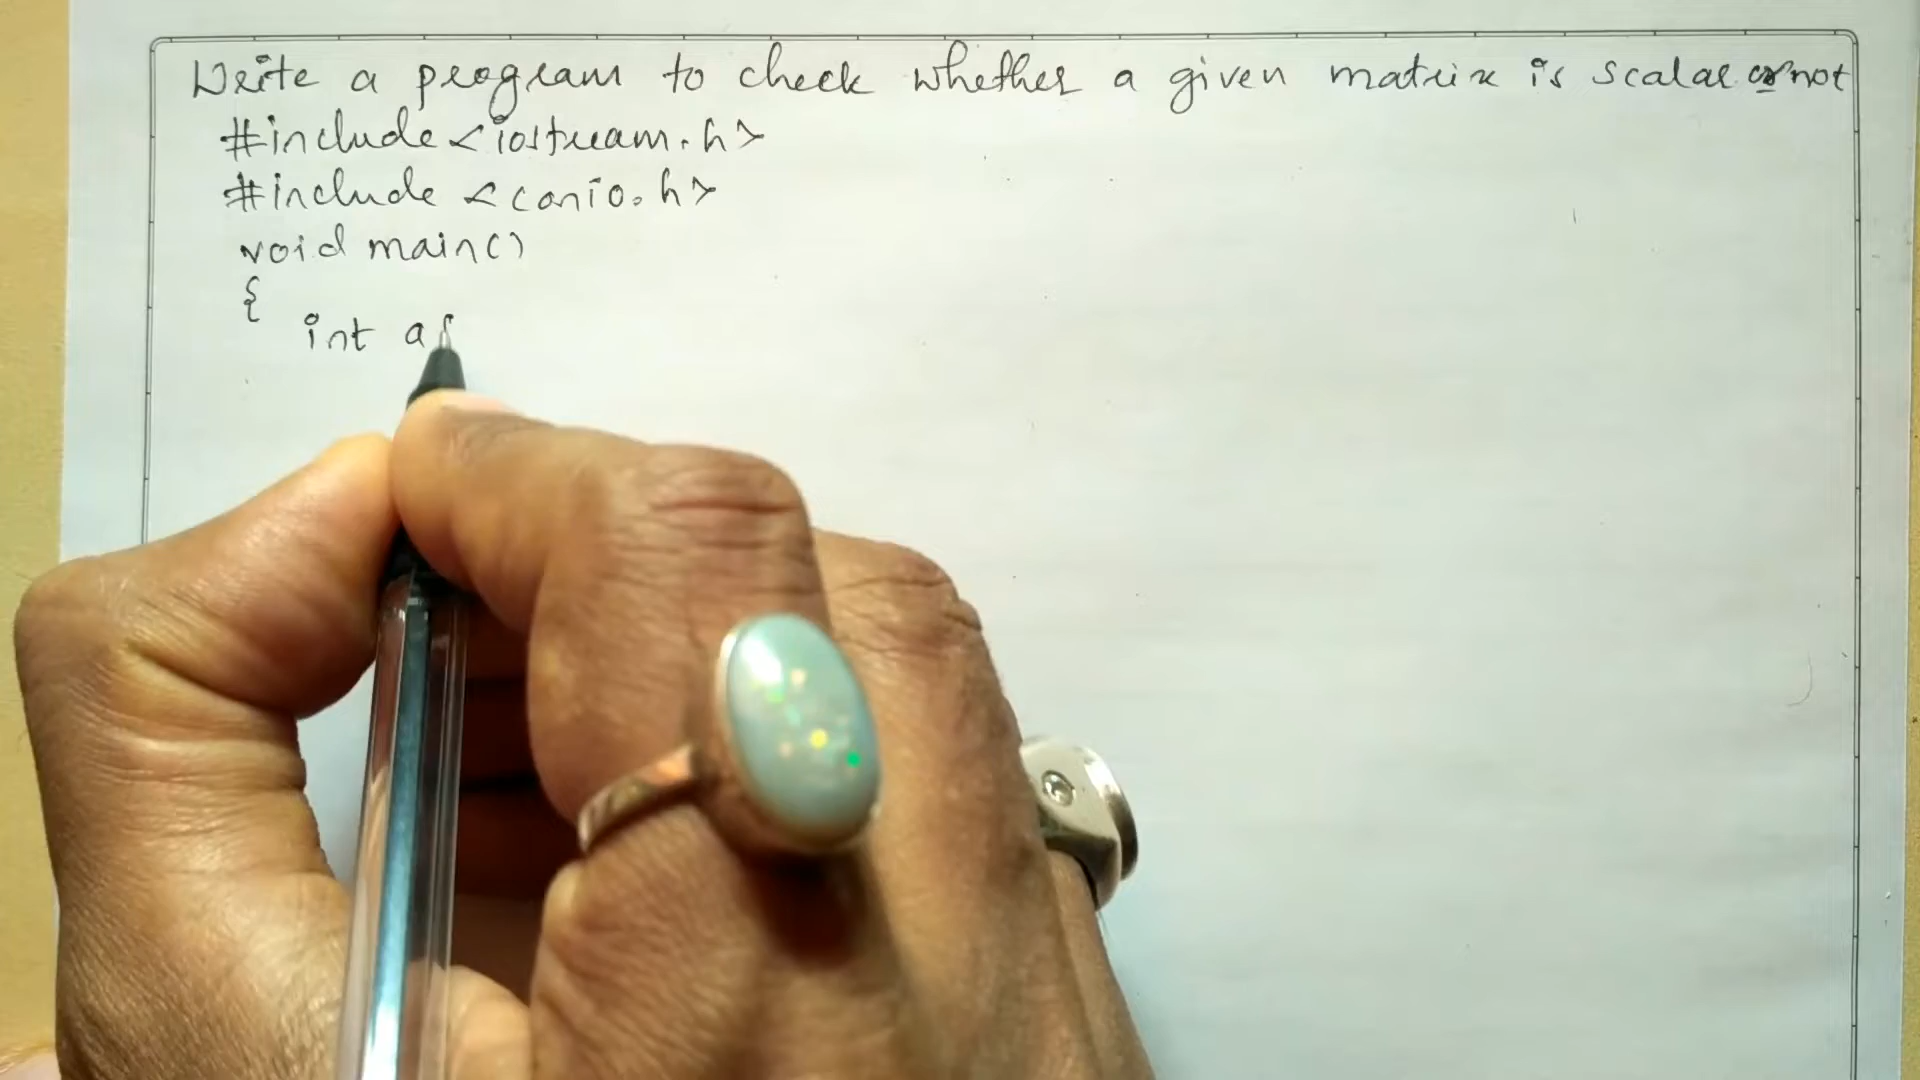 Write a program to check whether a given matrix is scalar or not
#include <iostream.h>
#include <conio.h>
void main()
{
int a[